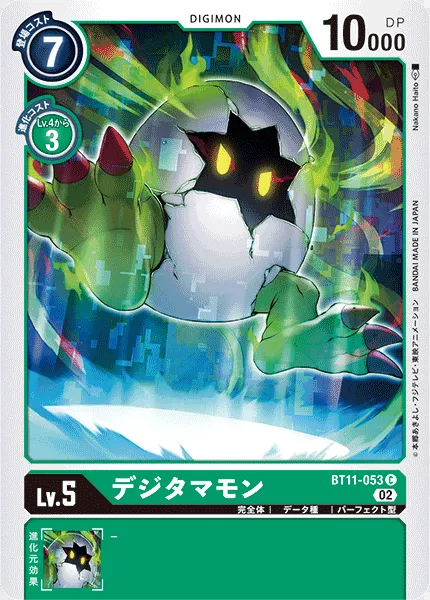 登場コスト
7
DIGIMON
10000
DP
進化コスト
Lv.4から
3
Nakano Haito
©本郷あきよし・フジテレビ・東映アニメーション BANDAI MADE IN JAPAN
Lv.5
デジタマモン
BT11-053 C
02
完全体 | データ種 | パーフェクト型
進化元効果
-